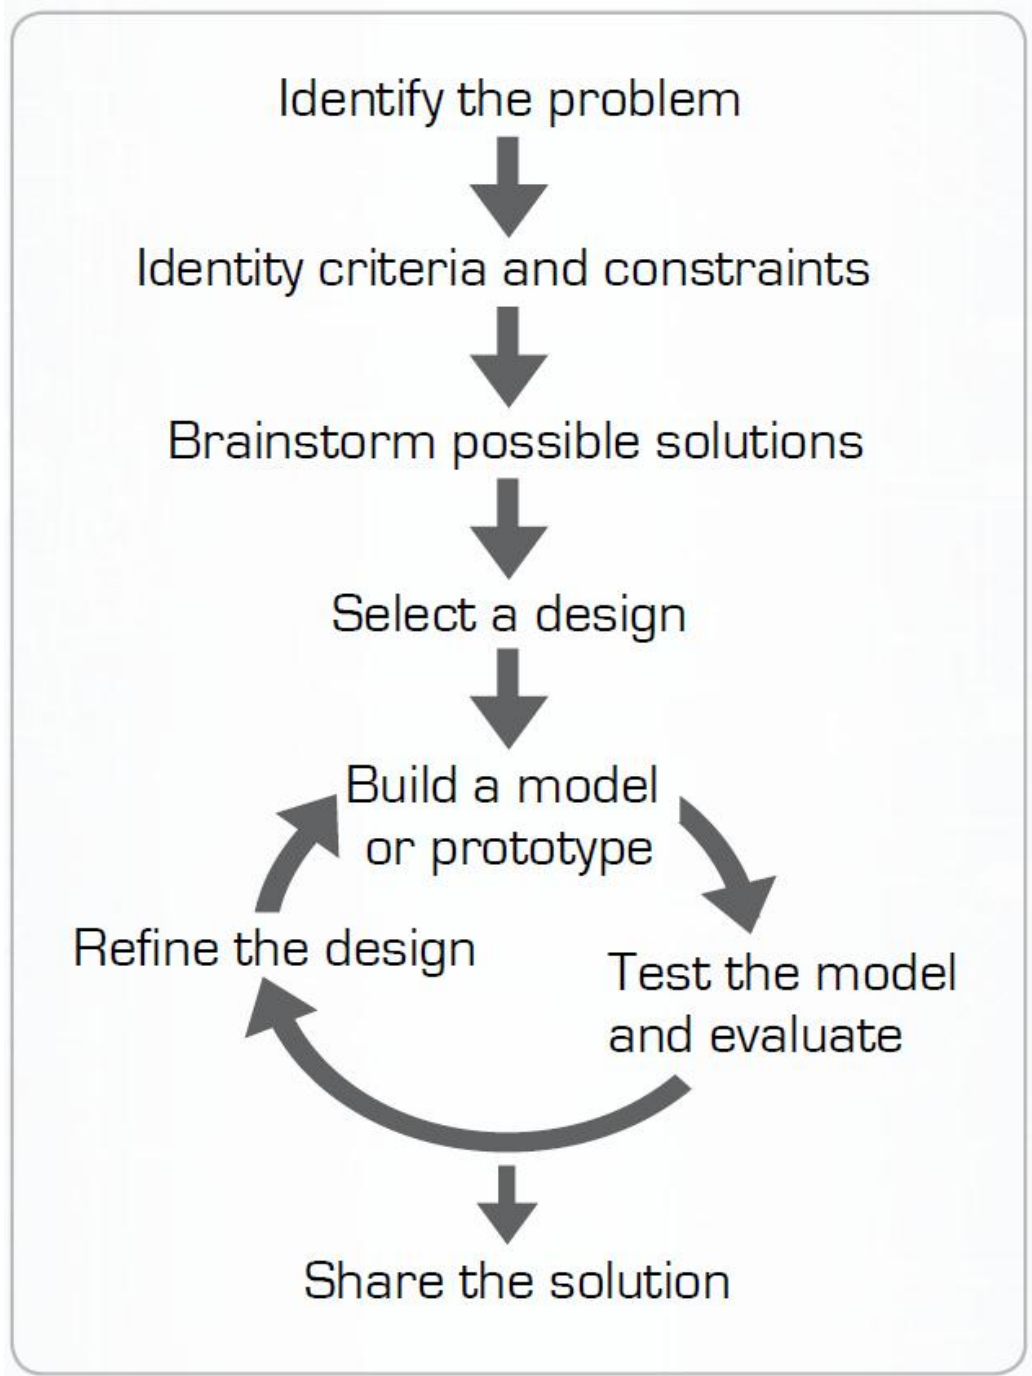 Identify the problem
Identity criteria and constraints
Brainstorm possible solutions
Select a design
Build a model
or prototype
Refine the design
Test the model
and evaluate
Share the solution